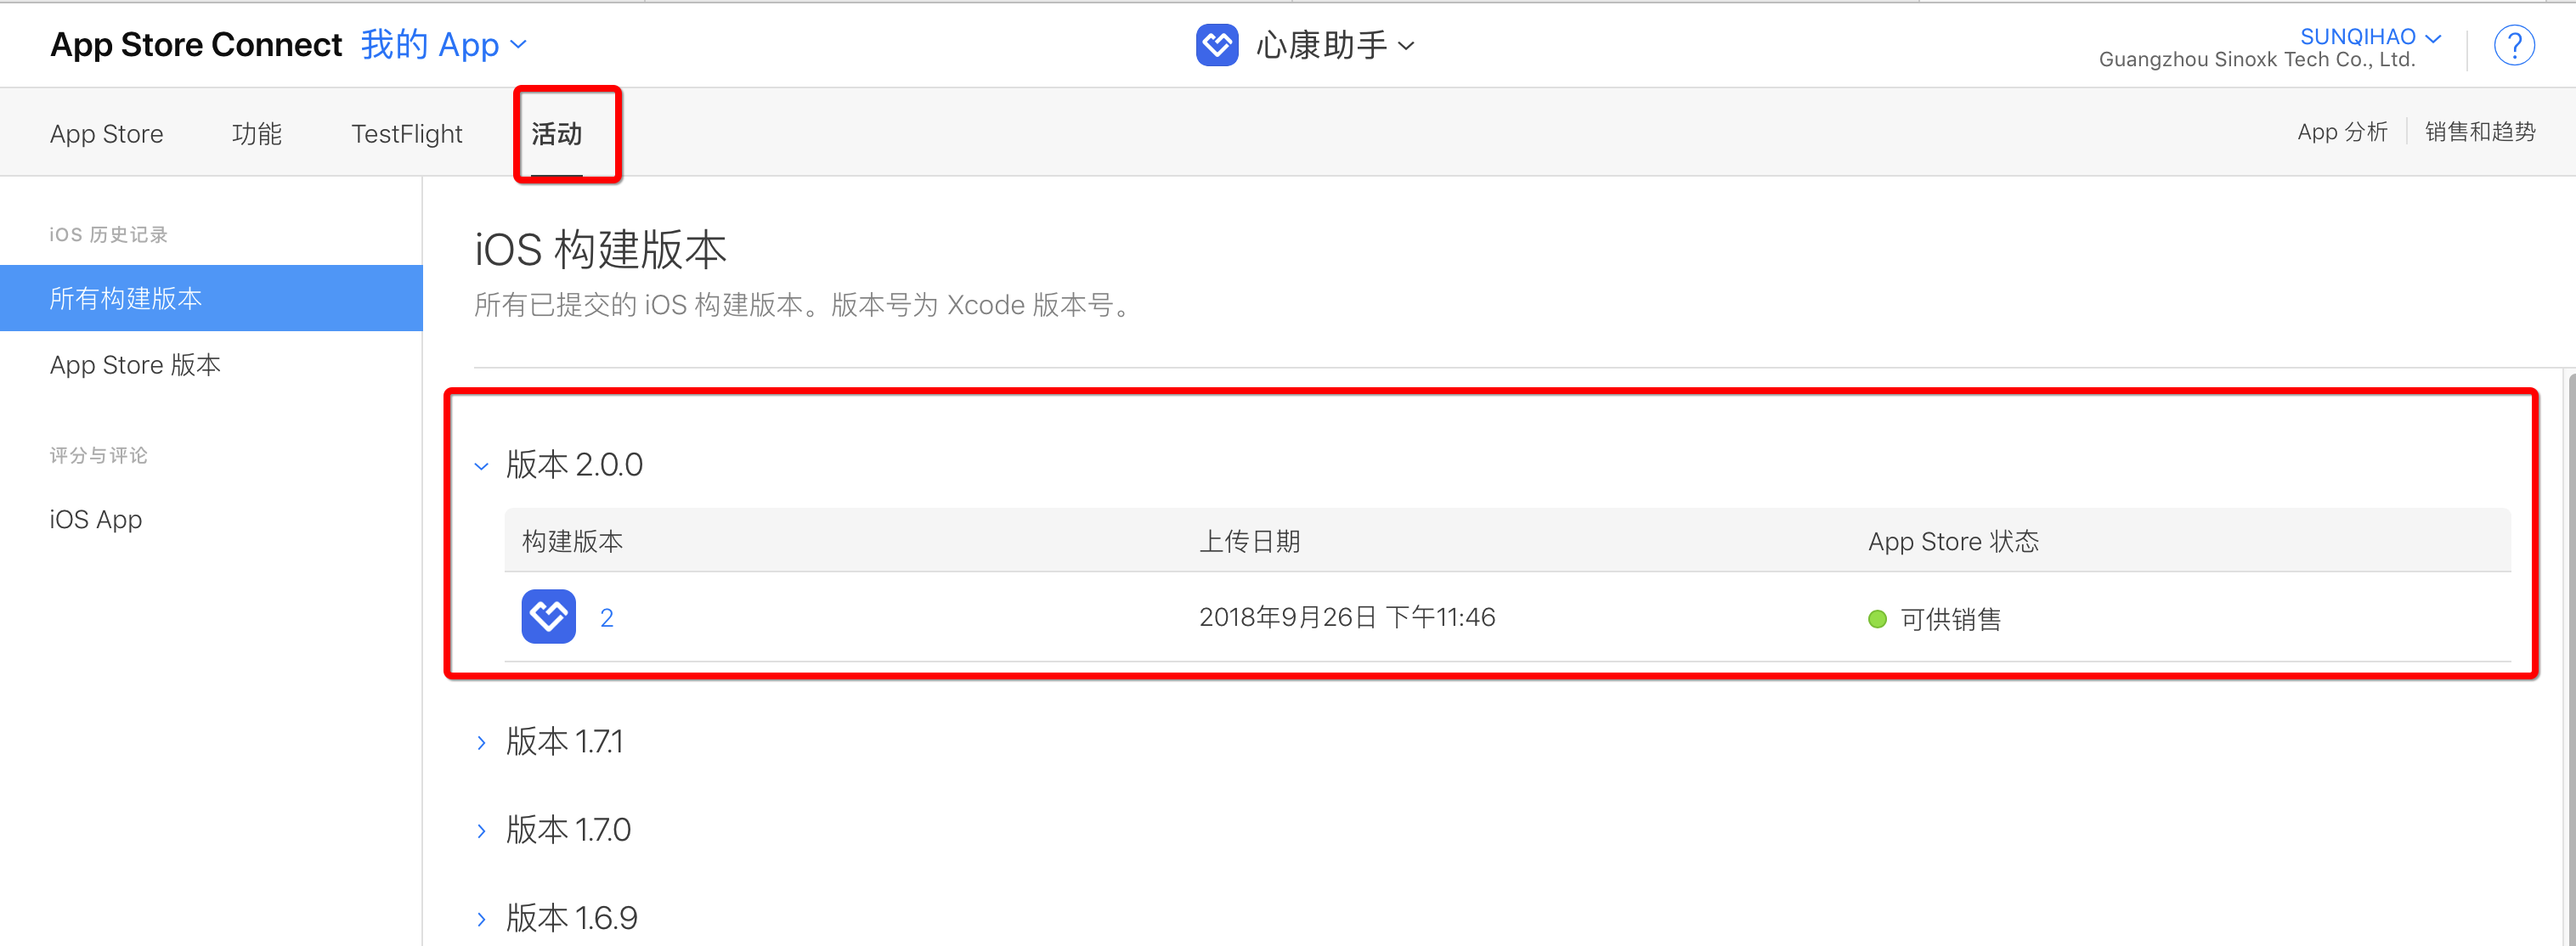 App Store Connect 我的 App
心康助手
SUNQIHAO
Guangzhou Sinoxk Tech Co., Ltd.
?
App Store 功能 TestFlight 活动
App 分析 销售和趋势
iOS 历史记录
所有构建版本
App Store 版本
评分与评论
iOS App
iOS 构建版本
所有已提交的 iOS 构建版本。版本号为 Xcode 版本号。
版本 2.0.0
构建版本 上传日期 App Store 状态
2 2018年9月26日 下午11:46 可供销售
版本 1.7.1
版本 1.7.0
版本 1.6.9